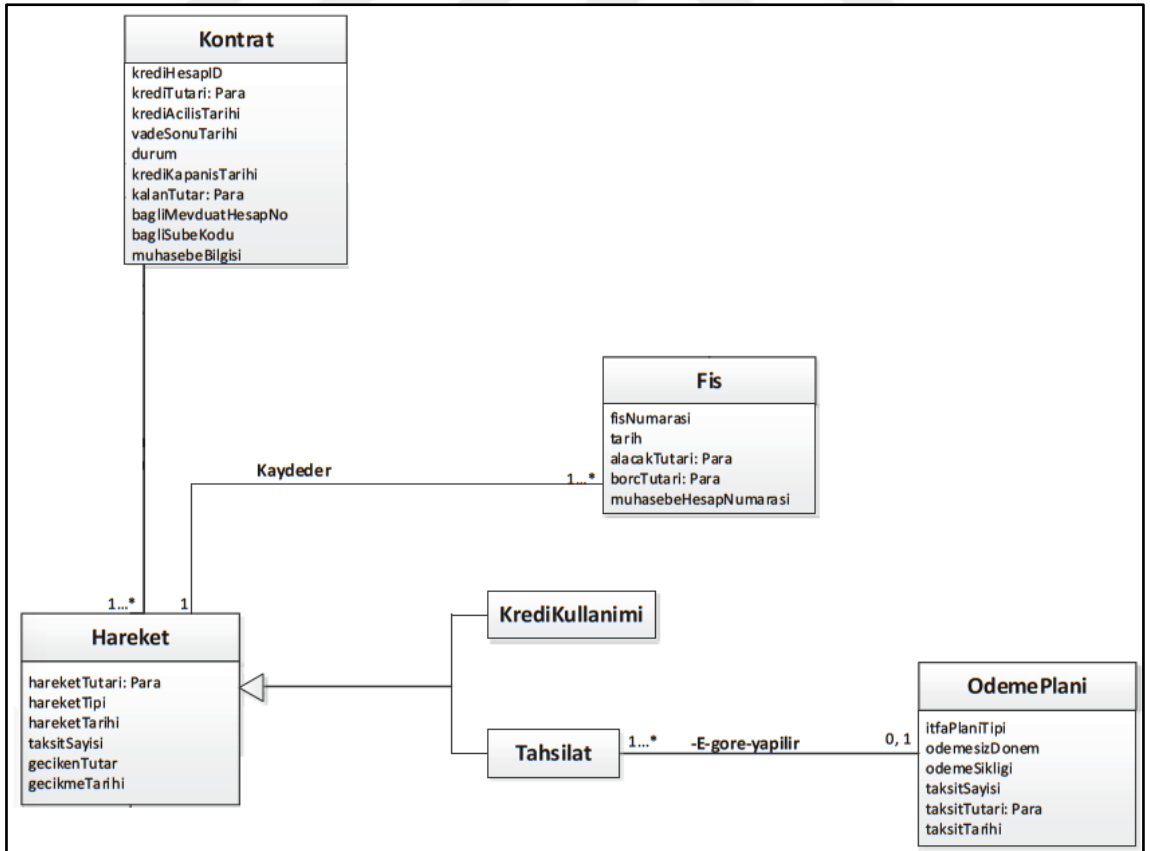 Kontrat
krediHesapID
krediTutari: Para
krediAcilisTarihi
vadeSonuTarihi
durum
krediKapanisTarihi
kalanTutar: Para
bagliMevduatHesapNo
bagliSubeKodu
muhasebeBilgisi
Fis
fisNumarasi
tarih
alacakTutari: Para
borcTutari: Para
muhasebeHesapNumarasi
Kaydeder
1...*
1...*
1
Hareket
hareketTutari: Para
hareketTipi
hareketTarihi
taksitSayisi
gecikenTutar
gecikmeTarihi
KrediKullanimi
Tahsilat
1...*
-E-gore-yapilir
0, 1
OdemePlani
itfaPlaniTipi
odemesizDonem
odemeSikligi
taksitSayisi
taksitTutari: Para
taksitTarihi